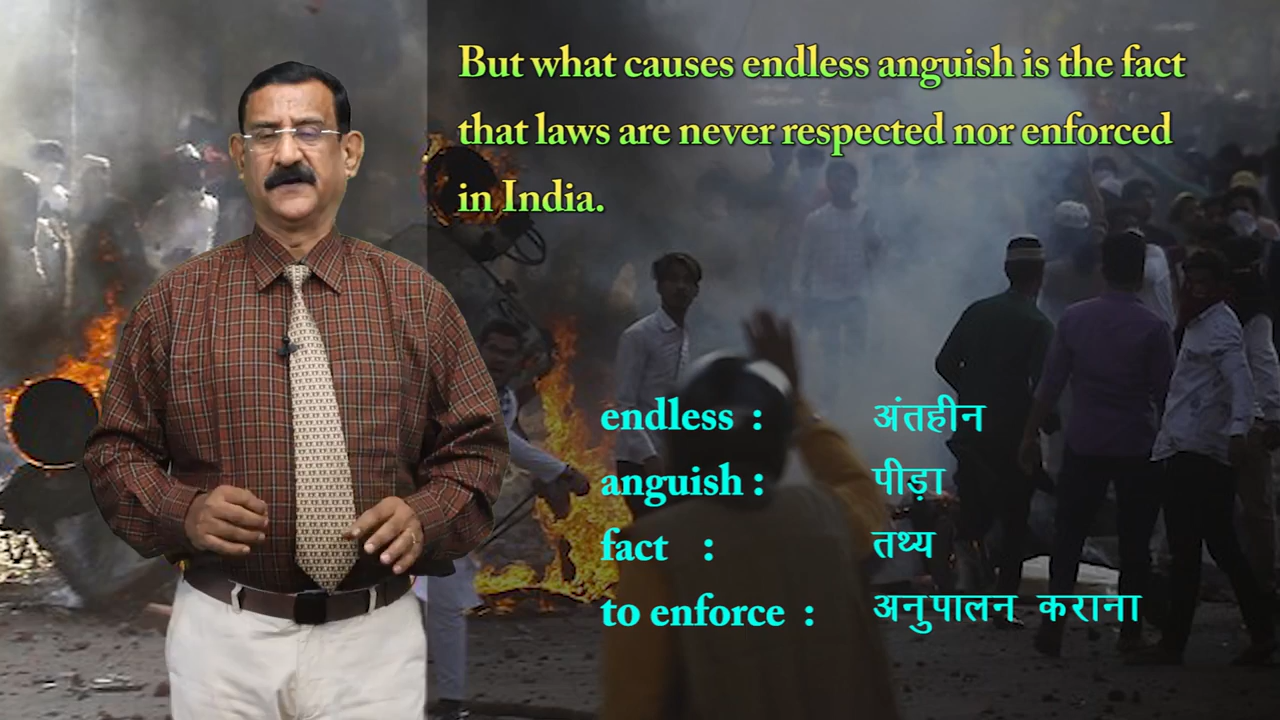 But what causes endless anguish is the fact
that laws are never respected nor enforced
in India.
endless : अंतहीन
anguish : पीड़ा
fact : तथ्य
to enforce : अनुपालन कराना